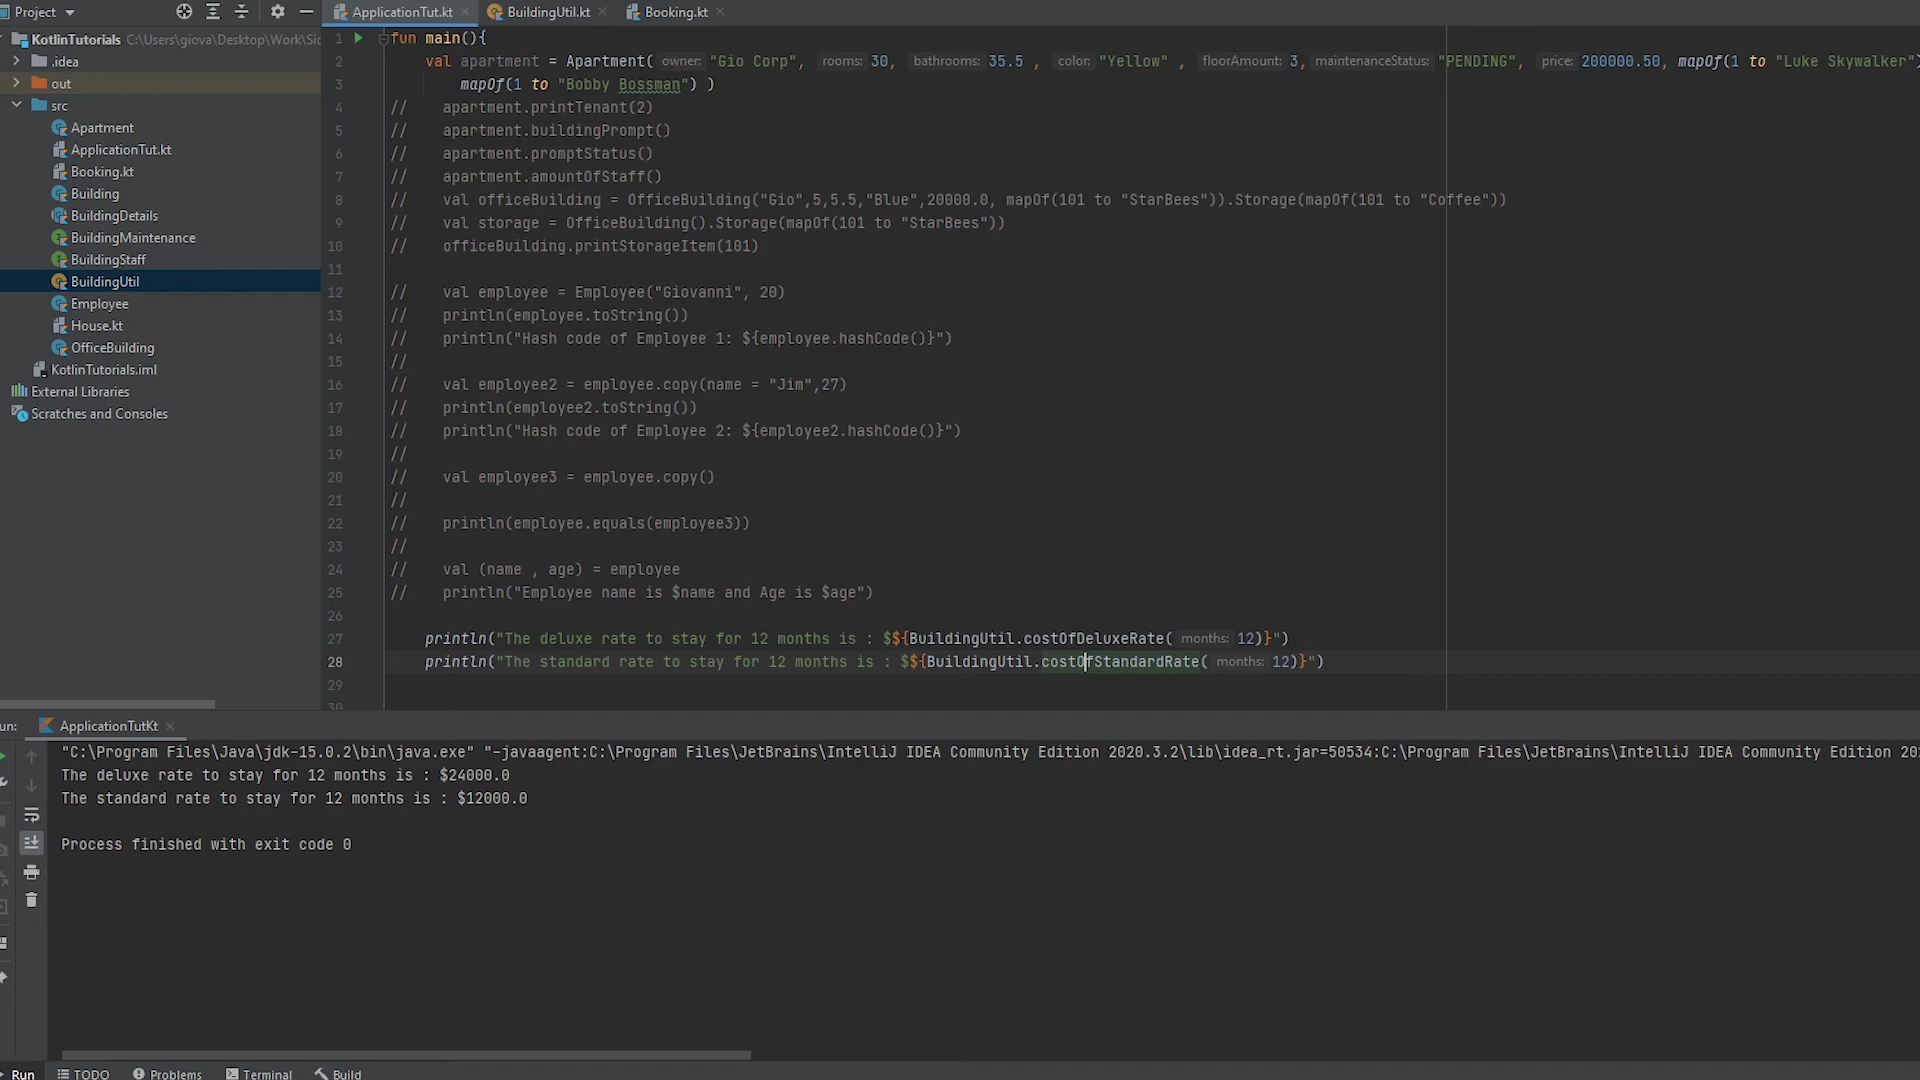 Project
ApplicationTut.kt
BuildingUtil.kt
Booking.kt
KotlinTutorials C:\Users\giova\Desktop\Work\Sid
.idea
out
src
Apartment
ApplicationTut.kt
Booking.kt
Building
BuildingDetails
BuildingMaintenance
BuildingStaff
BuildingUtil
Employee
House.kt
OfficeBuilding
KotlinTutorials.iml
External Libraries
Scratches and Consoles
1 fun main(){
2 val apartment = Apartment( owner: "Gio Corp", rooms: 30, bathrooms: 35.5 , color: "Yellow" , floorAmount: 3, maintenanceStatus: "PENDING", price: 200000.50, mapOf(1 to "Luke Skywalker")
3 mapOf(1 to "Bobby Bossman") )
4 // apartment.printTenant(2)
5 // apartment.buildingPrompt()
6 // apartment.promptStatus()
7 // apartment.amountOfStaff()
8 // val officeBuilding = OfficeBuilding("Gio",5,5.5,"Blue",20000.0, mapOf(101 to "StarBees")).Storage(mapOf(101 to "Coffee"))
9 // val storage = OfficeBuilding().Storage(mapOf(101 to "StarBees"))
10 // officeBuilding.printStorageItem(101)
11
12 // val employee = Employee("Giovanni", 20)
13 // println(employee.toString())
14 // println("Hash code of Employee 1: ${employee.hashCode()}")
15 //
16 // val employee2 = employee.copy(name = "Jim",27)
17 // println(employee2.toString())
18 // println("Hash code of Employee 2: ${employee2.hashCode()}")
19 //
20 // val employee3 = employee.copy()
21 //
22 // println(employee.equals(employee3))
23 //
24 // val (name , age) = employee
25 // println("Employee name is $name and Age is $age")
26
27 println("The deluxe rate to stay for 12 months is : $${BuildingUtil.costOfDeluxeRate( months: 12)}")
28 println("The standard rate to stay for 12 months is : $${BuildingUtil.costOfStandardRate( months: 12)}")
29
30
un: ApplicationTutKt
"C:\Program Files\Java\jdk-15.0.2\bin\java.exe" "-javaagent:C:\Program Files\JetBrains\IntelliJ IDEA Community Edition 2020.3.2\lib\idea_rt.jar=50534:C:\Program Files\JetBrains\IntelliJ IDEA Community Edition 20
The deluxe rate to stay for 12 months is : $24000.0
The standard rate to stay for 12 months is : $12000.0
Process finished with exit code 0
Run
TODO
Problems
Terminal
Build